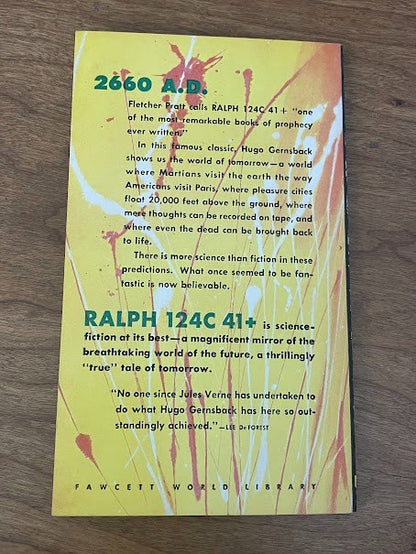 2660 A.D.
Fletcher Pratt calls RALPH 124C 41+ "one
of the most remarkable books of prophecy
ever written."
In this famous classic, Hugo Gernsback
shows us the world of tomorrow—a world
where Martians visit the earth the way
Americans visit Paris, where pleasure cities
float 20,000 feet above the ground, where
mere thoughts can be recorded on tape, and
where even the dead can be brought back
to life.
There is more science than fiction in these
predictions. What once seemed to be fan-
tastic is now believable.
RALPH 124C 41+ is science-
fiction at its best—a magnificent mirror of the
breathtaking world of the future, a thrillingly
"true" tale of tomorrow.
"No one since Jules Verne has undertaken to
do what Hugo Gernsback has here so out-
standingly achieved."—LEE De FOREST
FAWCETT WORLD LIBRARY